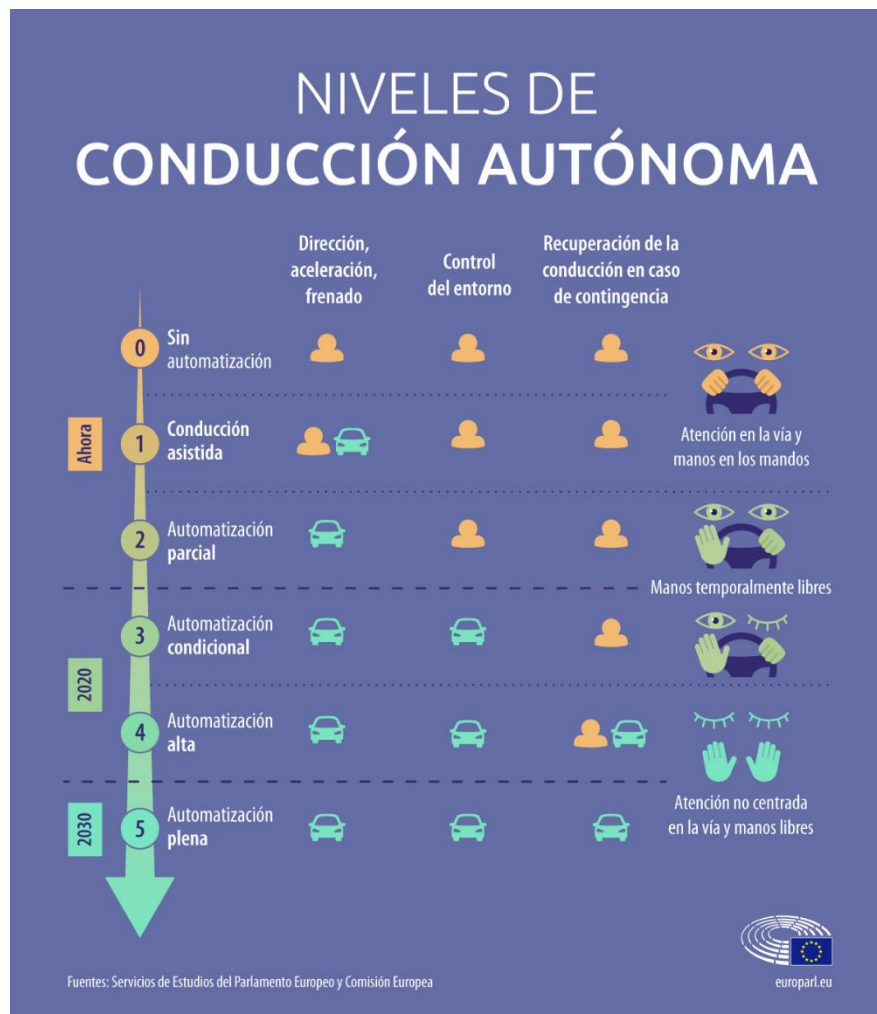 NIVELES DE
CONDUCCIÓN AUTÓNOMA
Dirección,
aceleración,
frenado
Control
del entorno
Recuperación de la
conducción en caso
de contingencia
0
Sin
automatización
Ahora
1
Conducción
asistida
Atención en la vía y
manos en los mandos
2
Automatización
parcial
Manos temporalmente libres
3
Automatización
condicional
2020
4
Automatización
alta
Atención no centrada
en la vía y manos libres
2030
5
Automatización
plena
Fuentes: Servicios de Estudios del Parlamento Europeo y Comisión Europea
europarl.eu